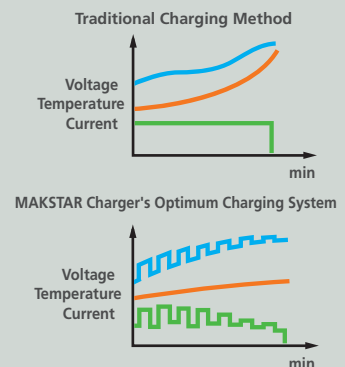 Traditional Charging Method
Voltage
Temperature
Current
min
MAKSTAR Charger's Optimum Charging System
Voltage
Temperature
Current
min